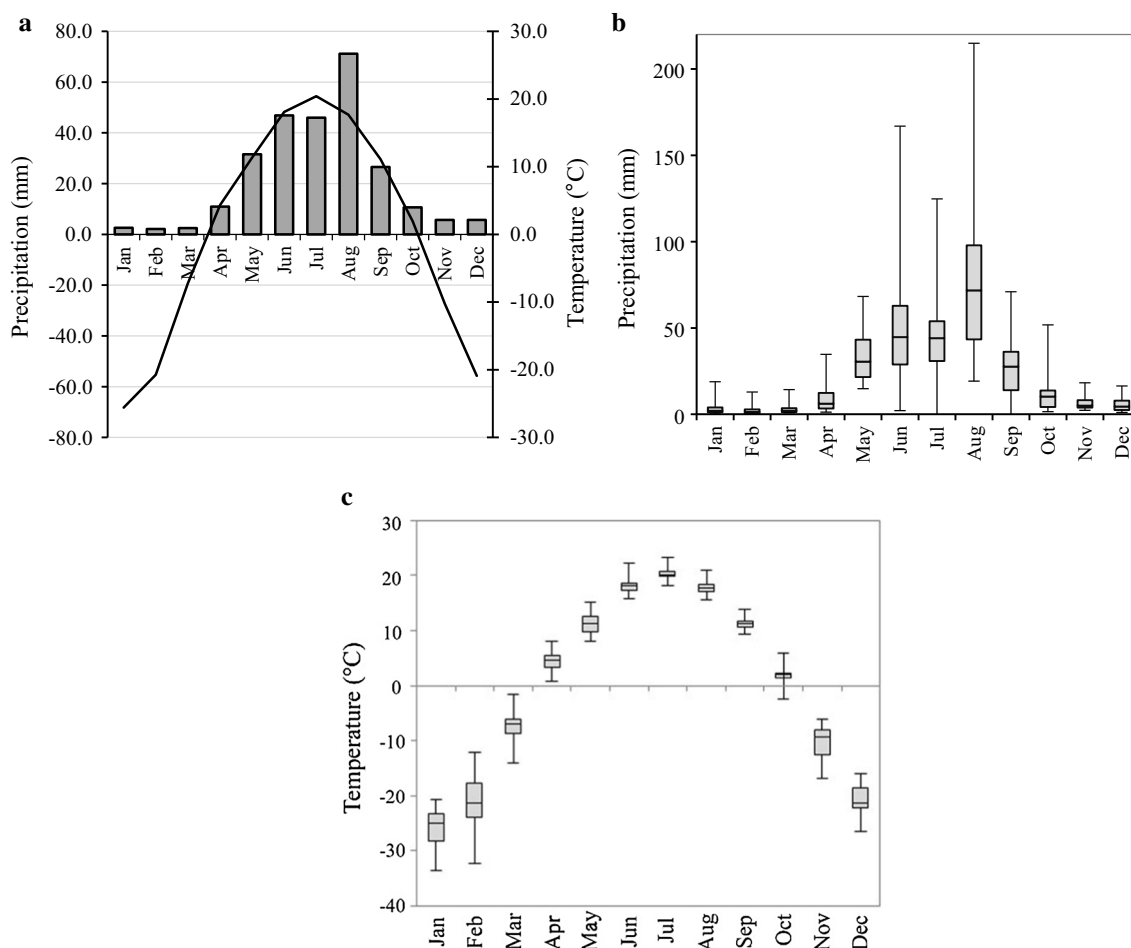 a
80.0
60.0
40.0
20.0
0.0
-20.0
-40.0
-60.0
-80.0
Precipitation (mm)
30.0
20.0
10.0
0.0
-10.0
-20.0
-30.0
Temperature (°C)
Jan
Feb
Mar
Apr
May
Jun
Jul
Aug
Sep
Oct
Nov
Dec
b
200
150
100
50
0
Precipitation (mm)
Jan
Feb
Mar
Apr
May
Jun
Jul
Aug
Sep
Oct
Nov
Dec
c
30
20
10
0
-10
-20
-30
-40
Temperature (°C)
Jan
Feb
Mar
Apr
May
Jun
Jul
Aug
Sep
Oct
Nov
Dec